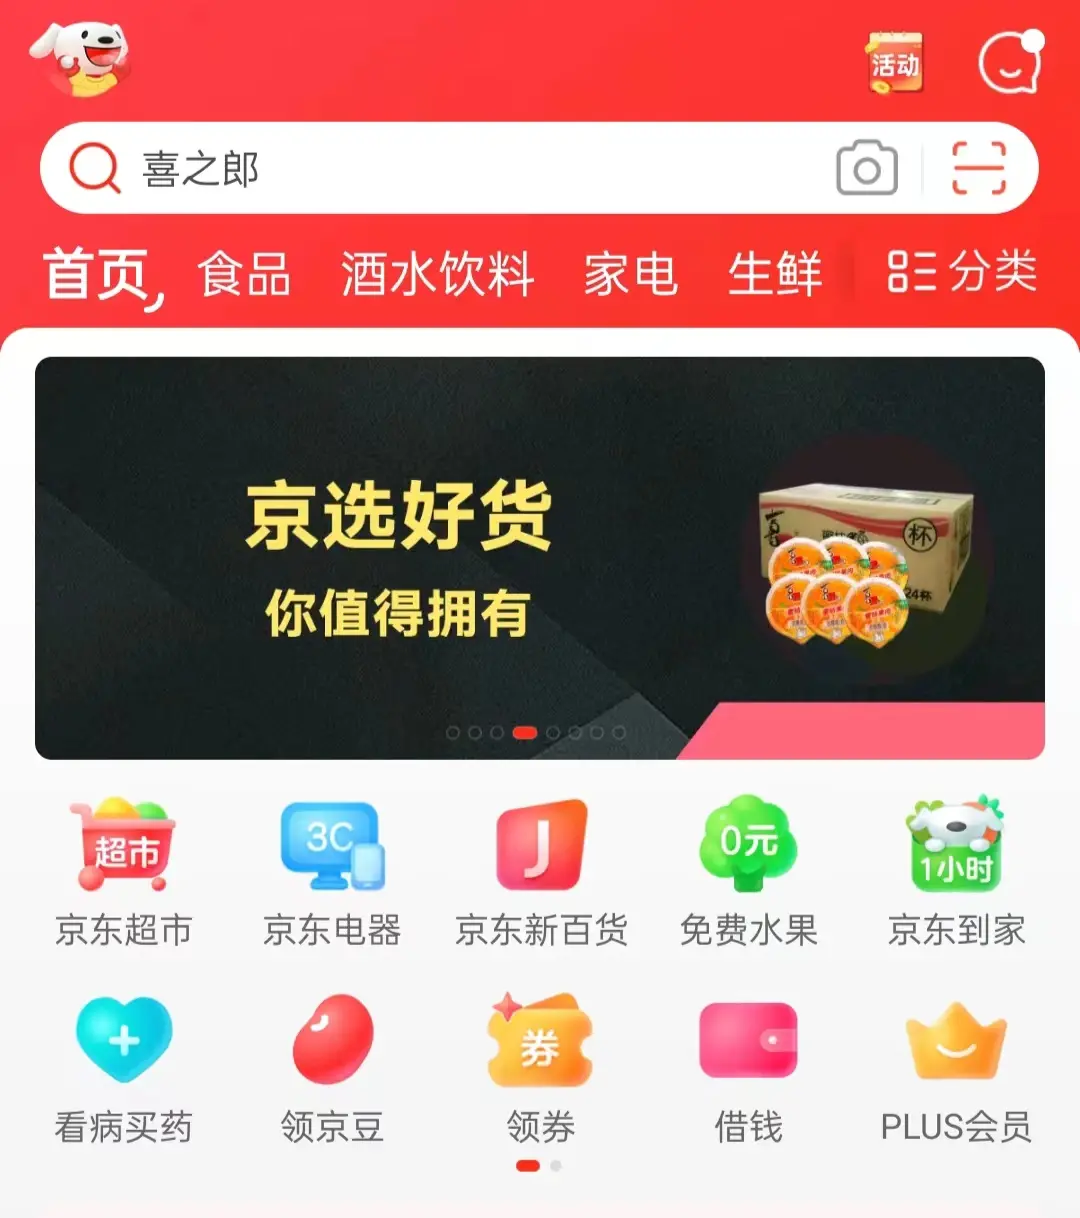 活动
喜之郎
首页
食品
酒水饮料
家电
生鲜
分类
京选好货
你值得拥有
喜
杯
24杯
超市
3C
J
0元
1小时
京东超市
京东电器
京东新百货
免费水果
京东到家
券
看病买药
领京豆
领券
借钱
PLUS会员